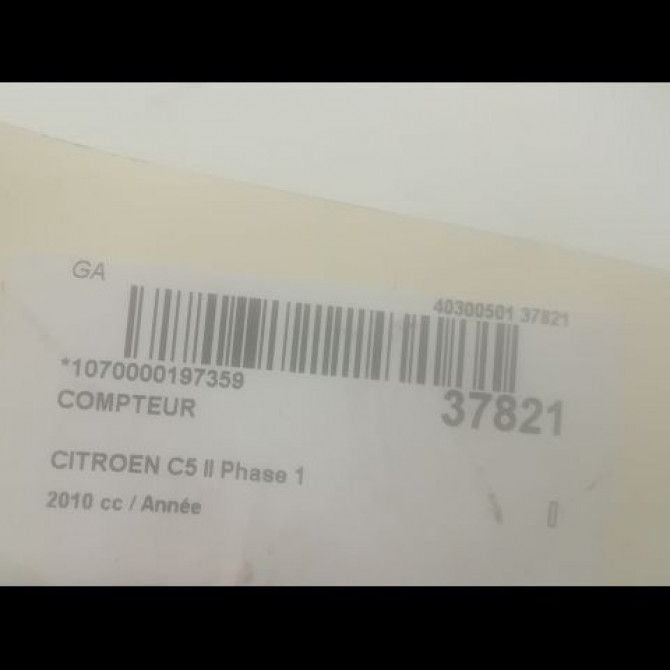 GA
40300501 37821
*1070000197359
37821
COMPTEUR
CITROEN C5 II Phase 1
2010 cc / Année